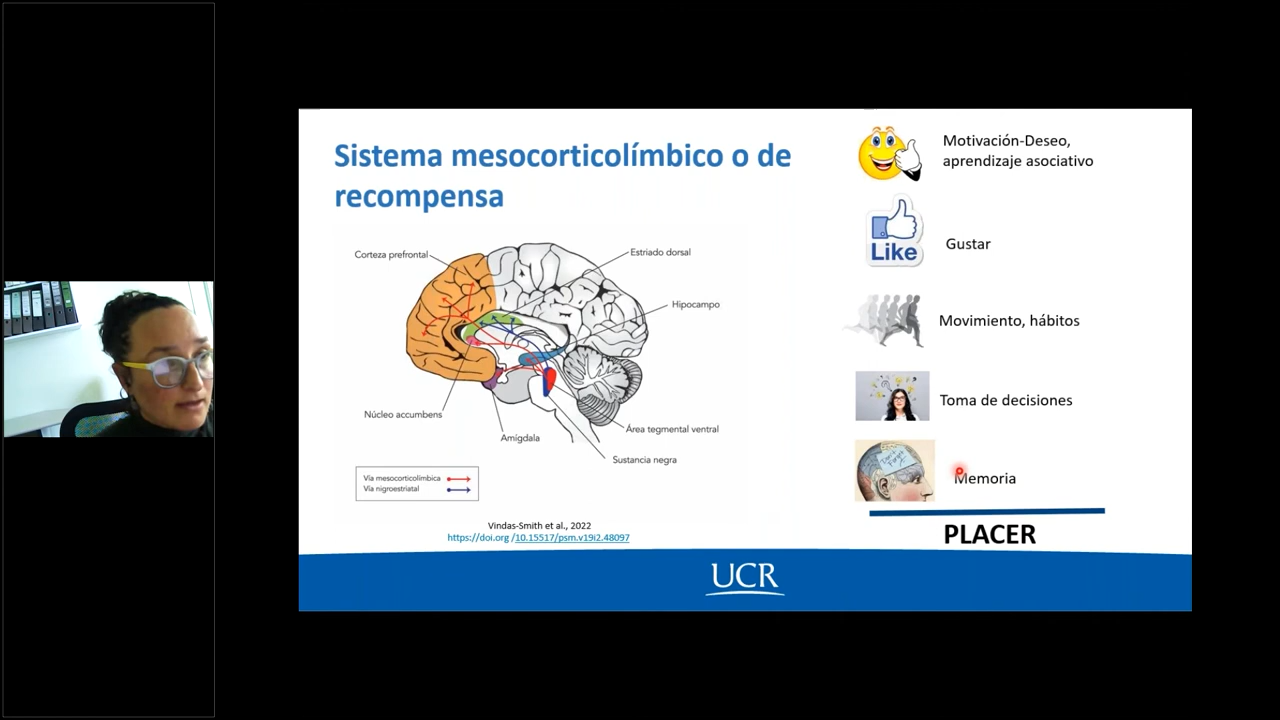 Sistema mesocorticolímbico o de
recompensa
Corteza prefrontal
Estriado dorsal
Hipocampo
Núcleo accumbens
Amígdala
Área tegmental ventral
Sustancia negra
Vía mesocorticolímbica
Vía nigroestriatal
Vindas-Smith et al., 2022
https://doi.org /10.15517/psm.v19i2.48097
Motivación-Deseo,
aprendizaje asociativo
Like
Gustar
Movimiento, hábitos
Toma de decisiones
Memoria
PLACER
UCR